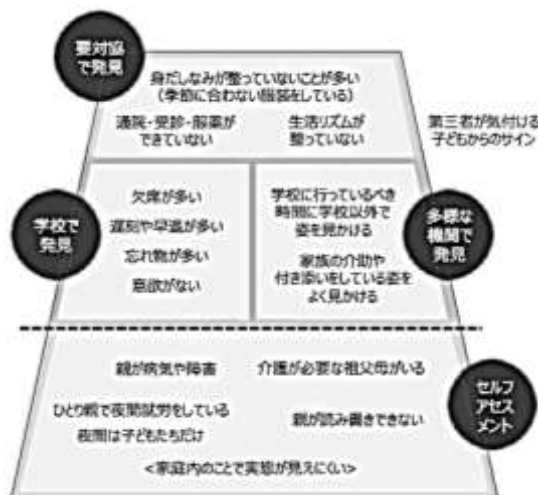 要対協
で発見
身だしなみが整っていないことが多い
(季節に合わない服装をしている)
通院・受診・服薬が
できていない
生活リズムが
整っていない
第三者が気付ける
子どもからのサイン
学校で
発見
欠席が多い
遅刻や早退が多い
忘れ物が多い
意欲がない
学校に行っているべき
時間に学校以外で
姿を見かける
家族の介助や
付き添いをしている姿を
よく見かける
多様な
機関で
発見
親が病気や障害
介護が必要な祖父母がいる
ひとり親で夜間就労をしている
夜間は子どもたちだけ
親が読み書きできない
<家庭内のことで実態が見えにくい>
セルフ
アセス
メント